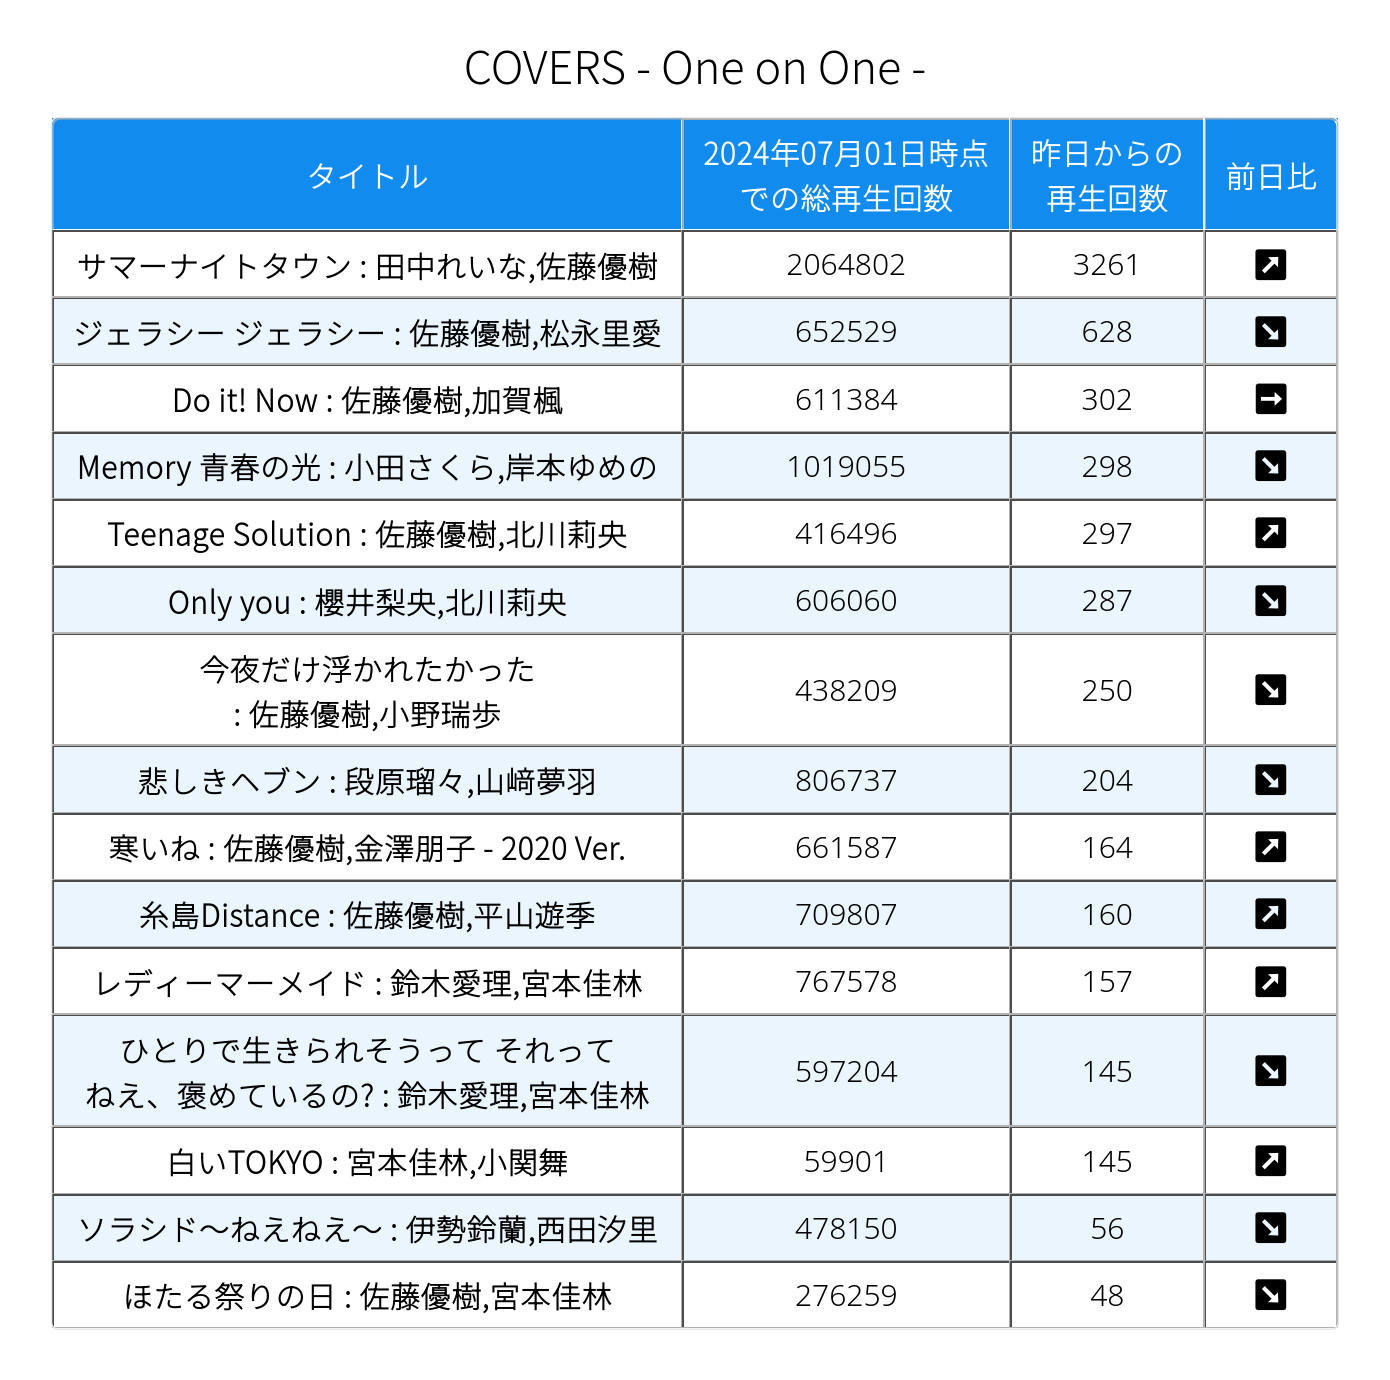 COVERS - One on One -
タイトル
2024年07月01日時点
での総再生回数
昨日からの
再生回数
前日比
サマーナイトタウン : 田中れいな,佐藤優樹 2064802 3261 ↗
ジェラシー ジェラシー : 佐藤優樹,松永里愛 652529 628 ↘
Do it! Now : 佐藤優樹,加賀楓 611384 302 →
Memory 青春の光 : 小田さくら,岸本ゆめの 1019055 298 ↘
Teenage Solution : 佐藤優樹,北川莉央 416496 297 ↗
Only you : 櫻井梨央,北川莉央 606060 287 ↘
今夜だけ浮かれたかった
: 佐藤優樹,小野瑞歩 438209 250 ↘
悲しきヘブン : 段原瑠々,山﨑夢羽 806737 204 ↘
寒いね : 佐藤優樹,金澤朋子 - 2020 Ver. 661587 164 ↗
糸島Distance : 佐藤優樹,平山遊季 709807 160 ↗
レディーマーメイド : 鈴木愛理,宮本佳林 767578 157 ↗
ひとりで生きられそうって それって
ねえ、褒めているの? : 鈴木愛理,宮本佳林 597204 145 ↘
白いTOKYO : 宮本佳林,小関舞 59901 145 ↗
ソラシド～ねえねえ～ : 伊勢鈴蘭,西田汐里 478150 56 ↘
ほたる祭りの日 : 佐藤優樹,宮本佳林 276259 48 ↘